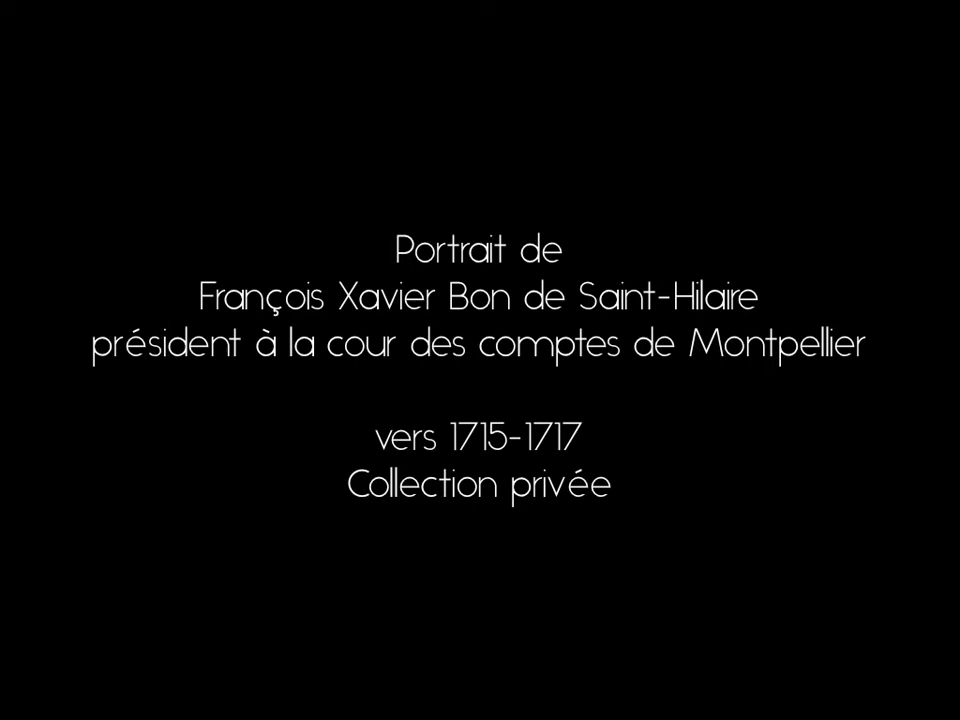 Portrait de
François Xavier Bon de Saint-Hilaire
président à la cour des comptes de Montpellier
vers 1715-1717
Collection privée